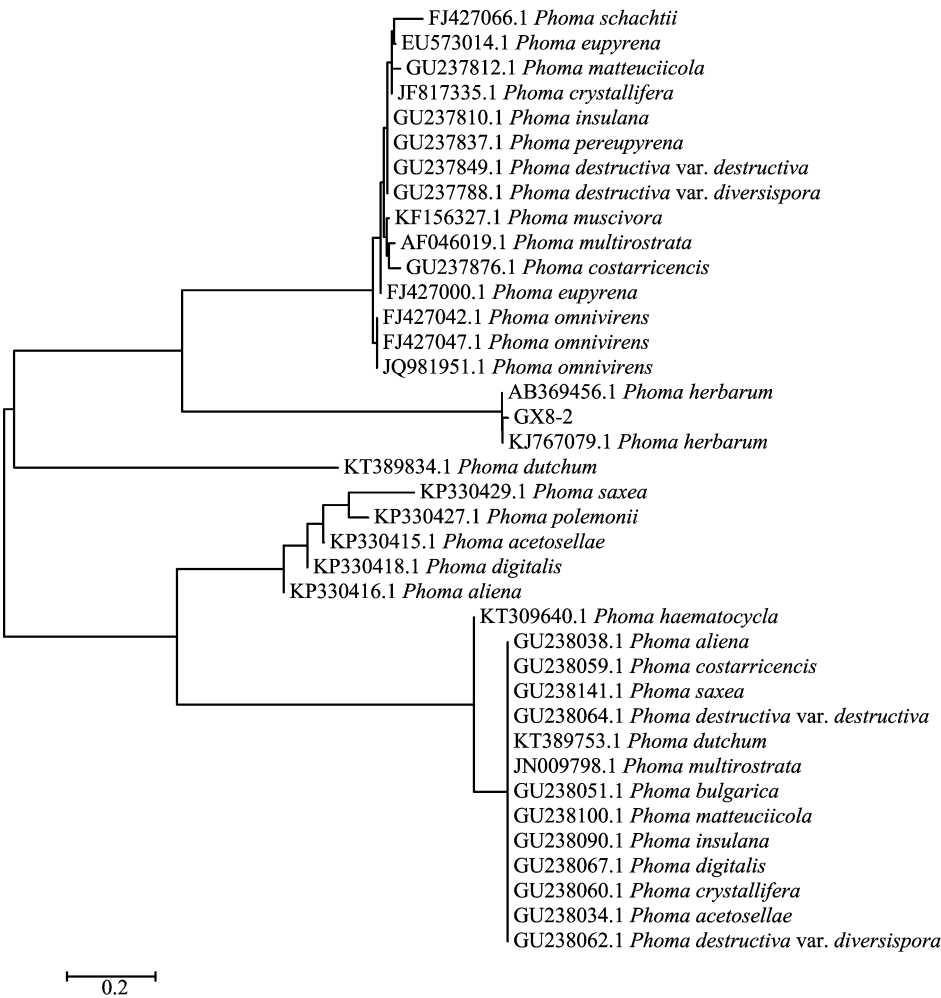 FJ427066.1 Phoma schachtii
EU573014.1 Phoma eupyrena
GU237812.1 Phoma matteuciicola
JF817335.1 Phoma crystallifera
GU237810.1 Phoma insulana
GU237837.1 Phoma pereupyrena
GU237849.1 Phoma destructiva var. destructiva
GU237788.1 Phoma destructiva var. diversispora
KF156327.1 Phoma muscivora
AF046019.1 Phoma multirostrata
GU237876.1 Phoma costarricencis
FJ427000.1 Phoma eupyrena
FJ427042.1 Phoma omnivirens
FJ427047.1 Phoma omnivirens
JQ981951.1 Phoma omnivirens
AB369456.1 Phoma herbarum
GX8-2
KJ767079.1 Phoma herbarum
KT389834.1 Phoma dutchum
KP330429.1 Phoma saxea
KP330427.1 Phoma polemonii
KP330415.1 Phoma acetosellae
KP330418.1 Phoma digitalis
KP330416.1 Phoma aliena
KT309640.1 Phoma haematocycla
GU238038.1 Phoma aliena
GU238059.1 Phoma costarricencis
GU238141.1 Phoma saxea
GU238064.1 Phoma destructiva var. destructiva
KT389753.1 Phoma dutchum
JN009798.1 Phoma multirostrata
GU238051.1 Phoma bulgarica
GU238100.1 Phoma matteuciicola
GU238090.1 Phoma insulana
GU238067.1 Phoma digitalis
GU238060.1 Phoma crystallifera
GU238034.1 Phoma acetosellae
GU238062.1 Phoma destructiva var. diversispora
0.2